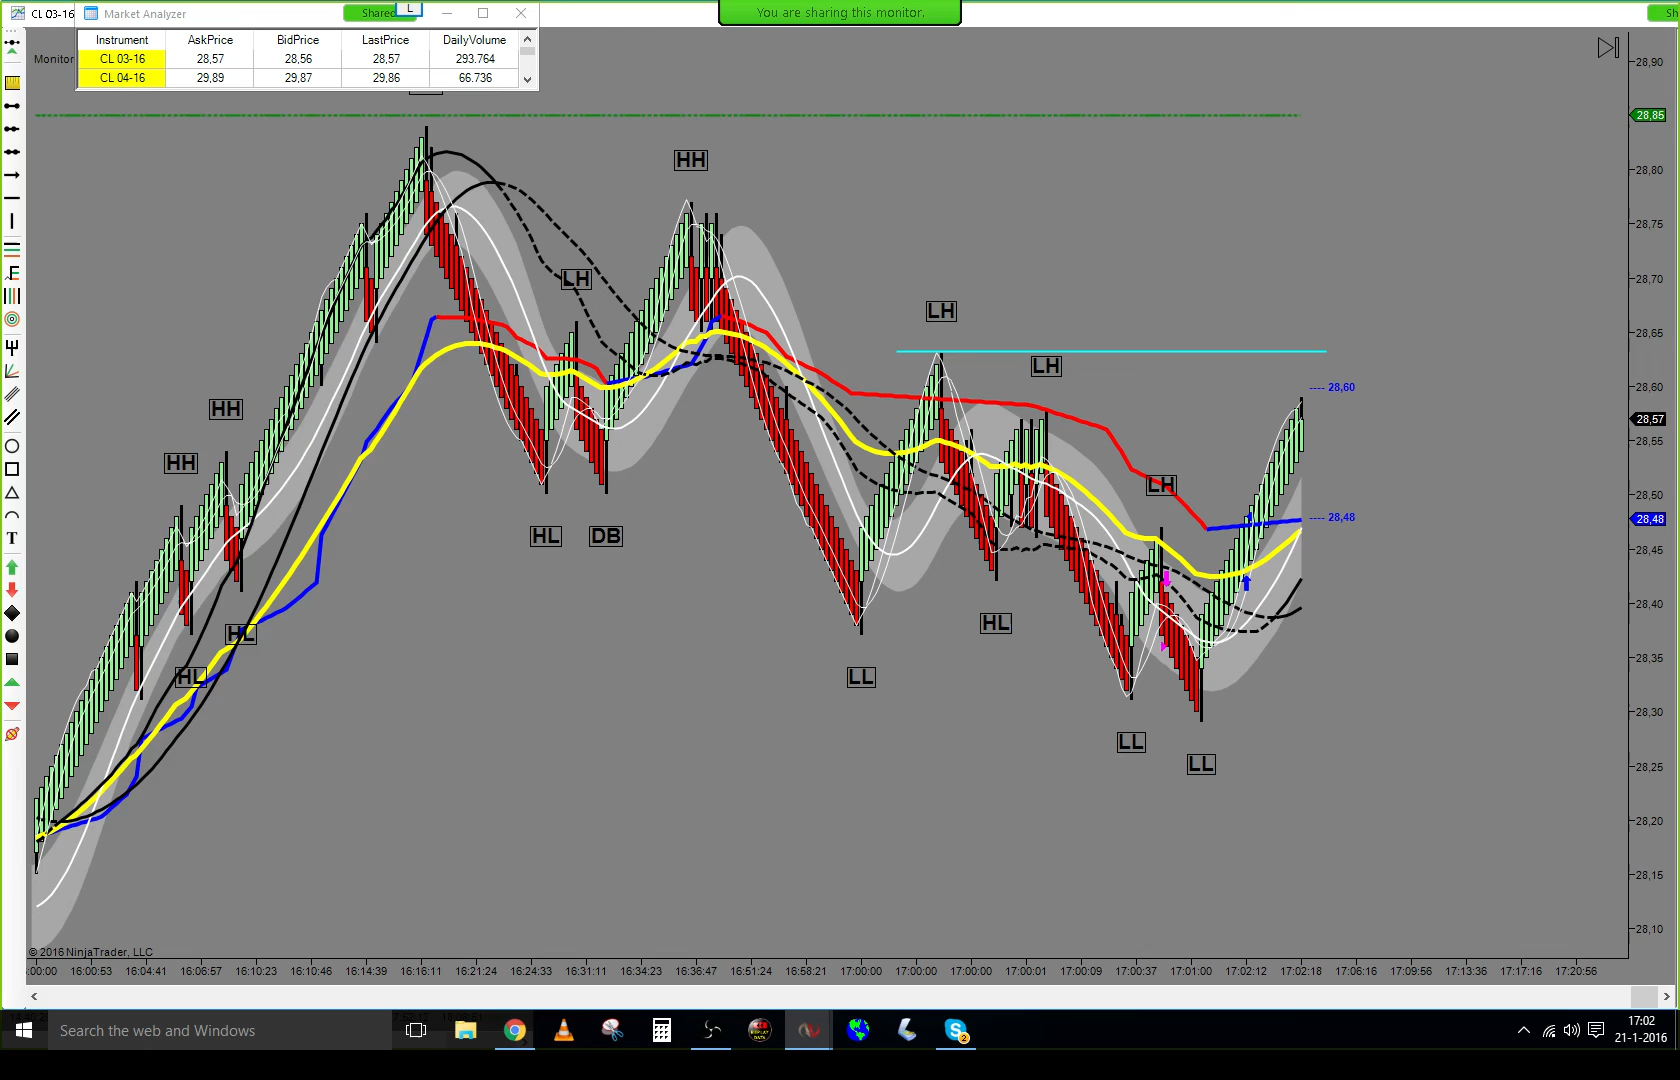 CL 03-16
Market Analyzer
Shared
L
You are sharing this monitor.
Sh
Instrument AskPrice BidPrice LastPrice DailyVolume
CL 03-16 28,57 28,56 28,57 293.764
CL 04-16 29,89 29,87 29,86 66.736
Monitor
28,90
28,85
28,80
28,75
28,70
28,65
28,60
28,57
28,55
28,50
28,48
28,45
28,40
28,35
28,30
28,25
28,20
28,15
28,10
HH
LH
LH
LH
---- 28,60
HH
HH
LH
---- 28,48
HL
DB
HL
HL
HL
LL
LL
LL
© 2016 NinjaTrader, LLC
:00:00 16:00:53 16:04:41 16:06:57 16:10:23 16:10:46 16:14:39 16:16:11 16:21:24 16:24:33 16:31:11 16:34:23 16:36:47 16:51:24 16:58:21 17:00:00 17:00:00 17:00:00 17:00:01 17:00:09 17:00:37 17:01:00 17:02:12 17:02:18 17:06:16 17:09:56 17:13:36 17:17:16 17:20:56
Search the web and Windows
2
17:02
21-1-2016